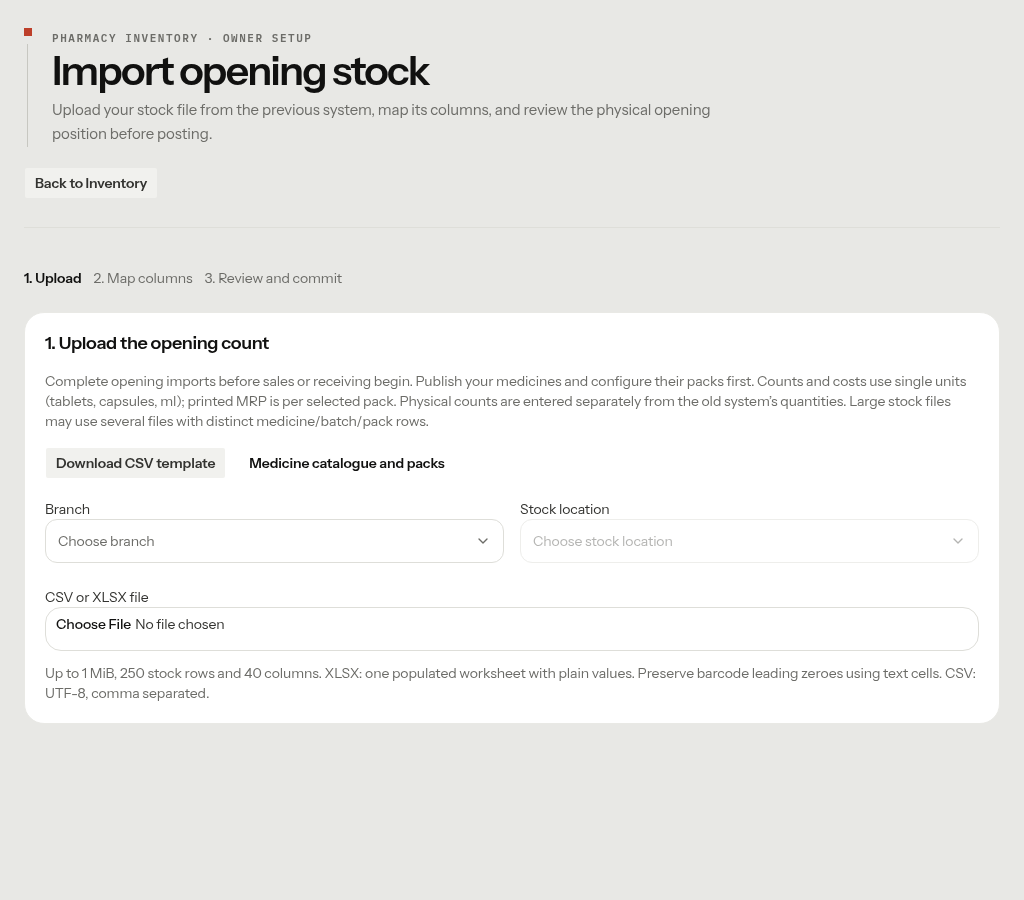 PHARMACY INVENTORY · OWNER SETUP
Import opening stock
Upload your stock file from the previous system, map its columns, and review the physical opening
position before posting.
Back to Inventory
1. Upload 2. Map columns 3. Review and commit
1. Upload the opening count
Complete opening imports before sales or receiving begin. Publish your medicines and configure their packs first. Counts and costs use single units
(tablets, capsules, ml); printed MRP is per selected pack. Physical counts are entered separately from the old system's quantities. Large stock files
may use several files with distinct medicine/batch/pack rows.
Download CSV template Medicine catalogue and packs
Branch Stock location
Choose branch Choose stock location
CSV or XLSX file
Choose File No file chosen
Up to 1 MiB, 250 stock rows and 40 columns. XLSX: one populated worksheet with plain values. Preserve barcode leading zeroes using text cells. CSV:
UTF-8, comma separated.